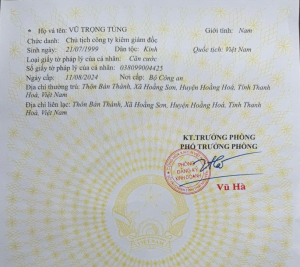 * Họ và tên: VŨ TRỌNG TÙNG Giới tính: Nam
Chức danh: Chủ tịch công ty kiêm giám đốc
Sinh ngày: 21/07/1999 Dân tộc: Kinh Quốc tịch: Việt Nam
Loại giấy tờ pháp lý của cá nhân: Căn cước
Số giấy tờ pháp lý của cá nhân: 038099004425
Ngày cấp: 11/08/2024 Nơi cấp: Bộ Công an
Địa chỉ thường trú: Thôn Bản Thành, Xã Hoằng Sơn, Huyện Hoằng Hoá, Tỉnh Thanh
Hoá, Việt Nam
Địa chỉ liên lạc: Thôn Bản Thành, Xã Hoằng Sơn, Huyện Hoằng Hoá, Tỉnh Thanh
Hoá, Việt Nam
KT.TRƯỞNG PHÒNG
PHÓ TRƯỞNG PHÒNG
PHÒNG
ĐĂNG KÝ
KINH DOANH
Vũ Hà